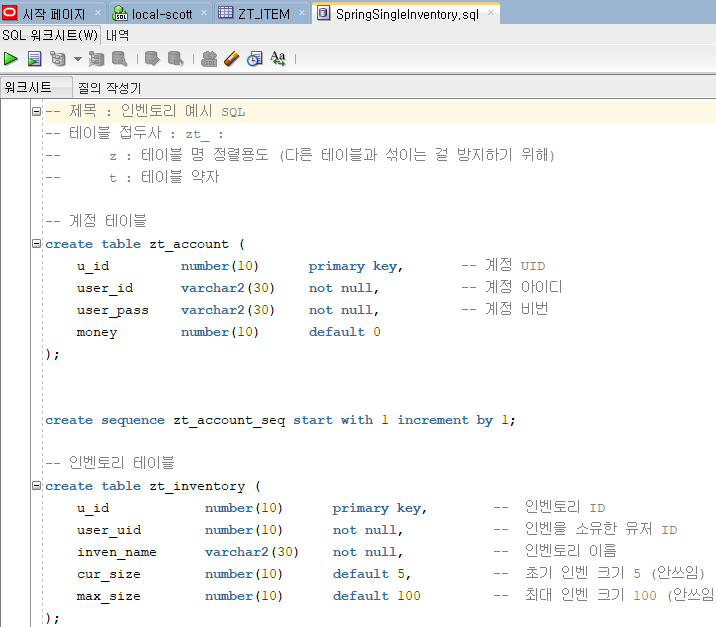 시작 페이지 local-scott ZT_ITEM SpringSingleInventory.sql
SQL 워크시트(W) 내역
워크시트 질의 작성기
-- 제목 : 인벤토리 예시 SQL
-- 테이블 접두사 : zt_ :
-- z : 테이블 명 정렬용도 (다른 테이블과 섞이는 걸 방지하기 위해)
-- t : 테이블 약자
-- 계정 테이블
create table zt_account (
u_id number(10) primary key, -- 계정 UID
user_id varchar2(30) not null, -- 계정 아이디
user_pass varchar2(30) not null, -- 계정 비번
money number(10) default 0
);
create sequence zt_account_seq start with 1 increment by 1;
-- 인벤토리 테이블
create table zt_inventory (
u_id number(10) primary key, -- 인벤토리 ID
user_uid number(10) not null, -- 인벤을 소유한 유저 ID
inven_name varchar2(30) not null, -- 인벤토리 이름
cur_size number(10) default 5, -- 초기 인벤 크기 5 (안쓰임)
max_size number(10) default 100 -- 최대 인벤 크기 100 (안쓰임
);